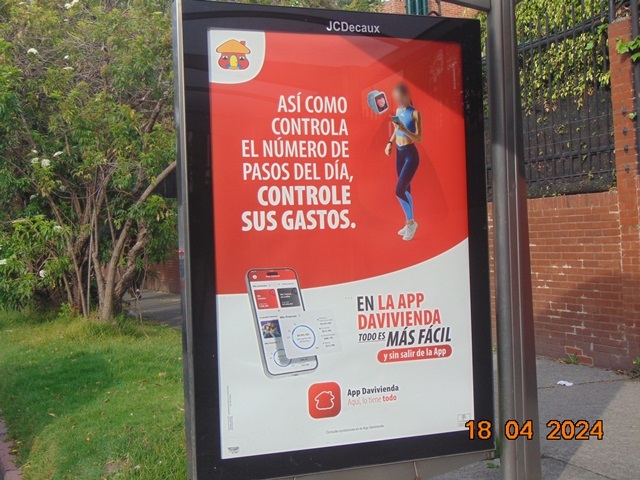 JCDecaux
ASÍ COMO
CONTROLA
EL NÚMERO DE
PASOS DEL DÍA,
CONTROLE
SUS GASTOS.
EN LA APP
DAVIVIENDA
TODO ES MÁS FÁCIL
y sin salir de la App
App Davivienda
Aquí, lo tiene todo
18 04 2024